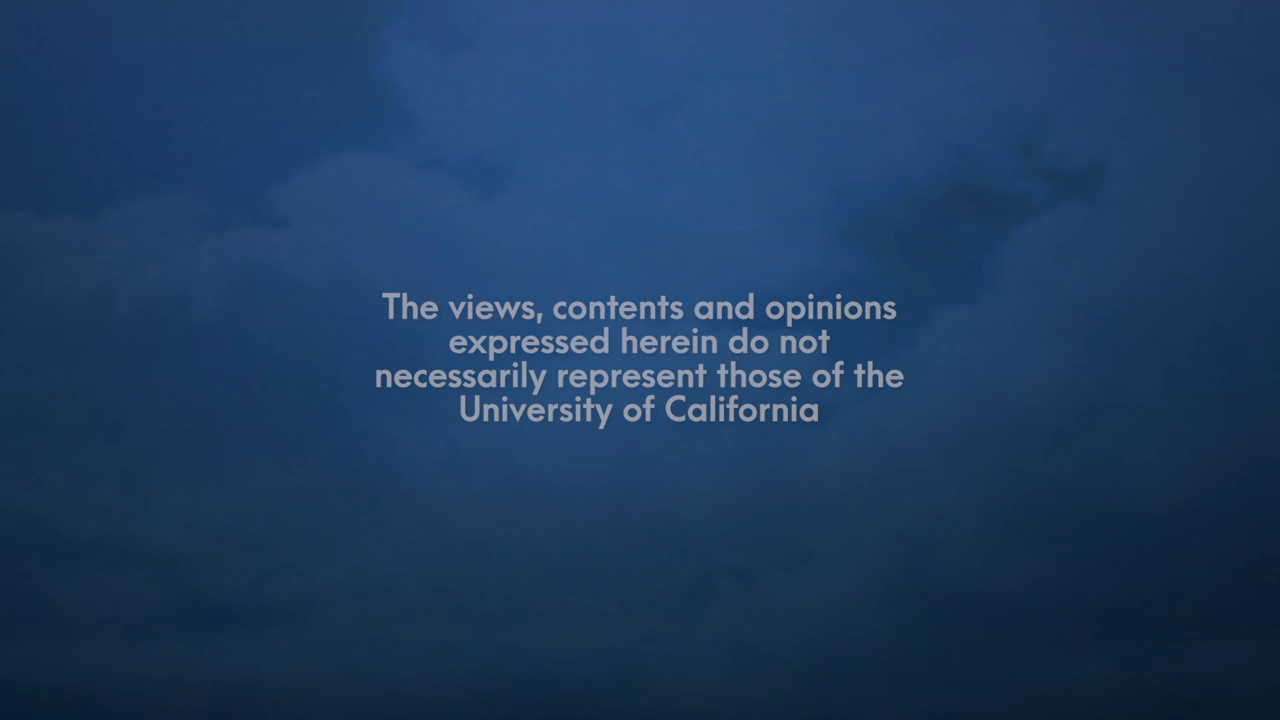 The views, contents and opinions
expressed herein do not
necessarily represent those of the
University of California